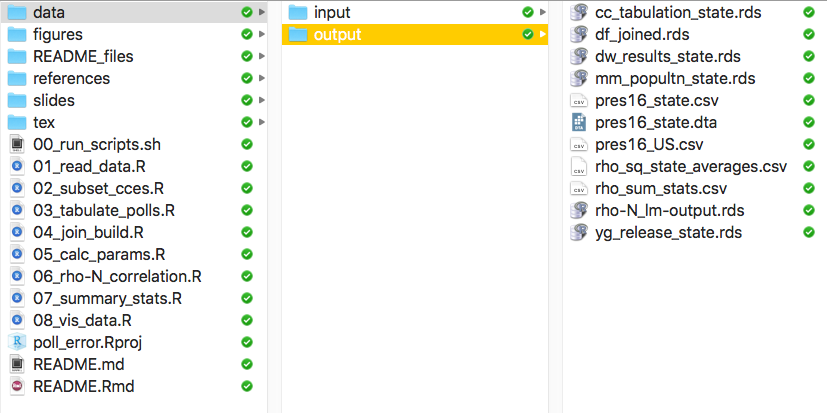 data
figures
README_files
references
slides
tex
00_run_scripts.sh
01_read_data.R
02_subset_cces.R
03_tabulate_polls.R
04_join_build.R
05_calc_params.R
06_rho-N_correlation.R
07_summary_stats.R
08_vis_data.R
poll_error.Rproj
README.md
README.Rmd
input
output
cc_tabulation_state.rds
df_joined.rds
dw_results_state.rds
mm_popultn_state.rds
pres16_state.csv
pres16_state.dta
pres16_US.csv
rho_sq_state_averages.csv
rho_sum_stats.csv
rho-N_lm-output.rds
yg_release_state.rds